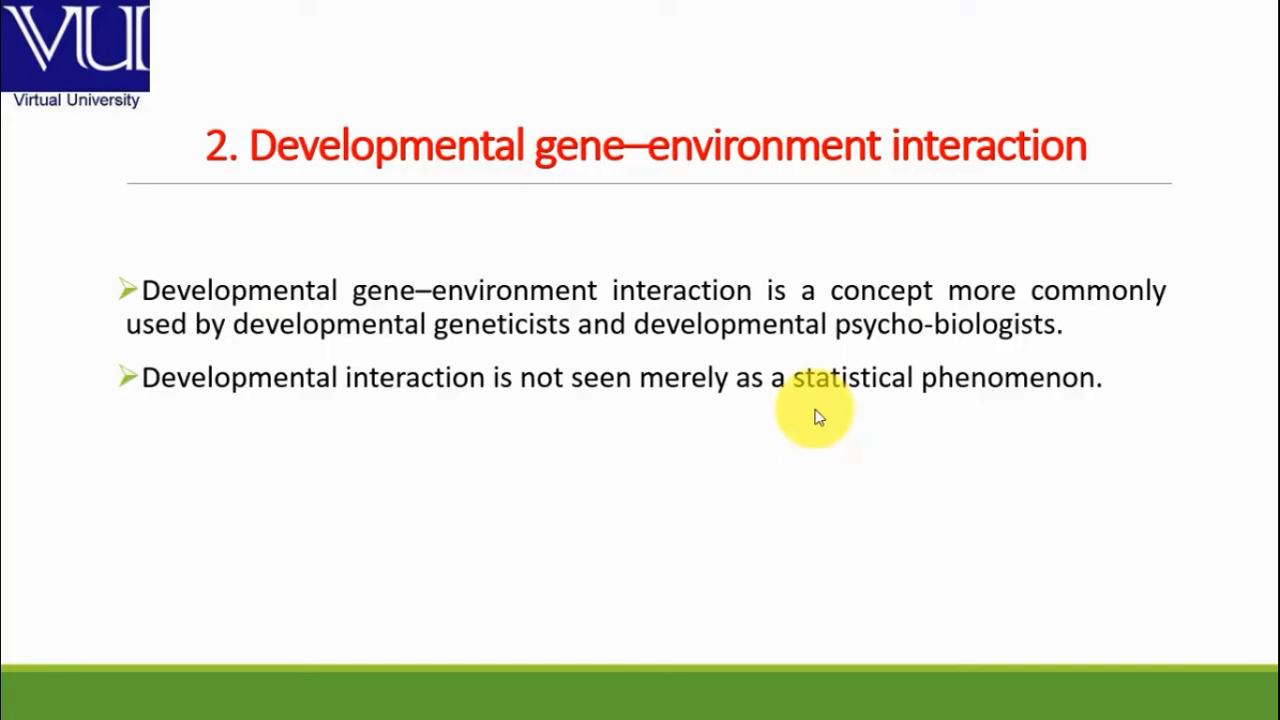 VU
Virtual University
2. Developmental gene–environment interaction
Developmental gene–environment interaction is a concept more commonly
used by developmental geneticists and developmental psycho-biologists.
Developmental interaction is not seen merely as a statistical phenomenon.